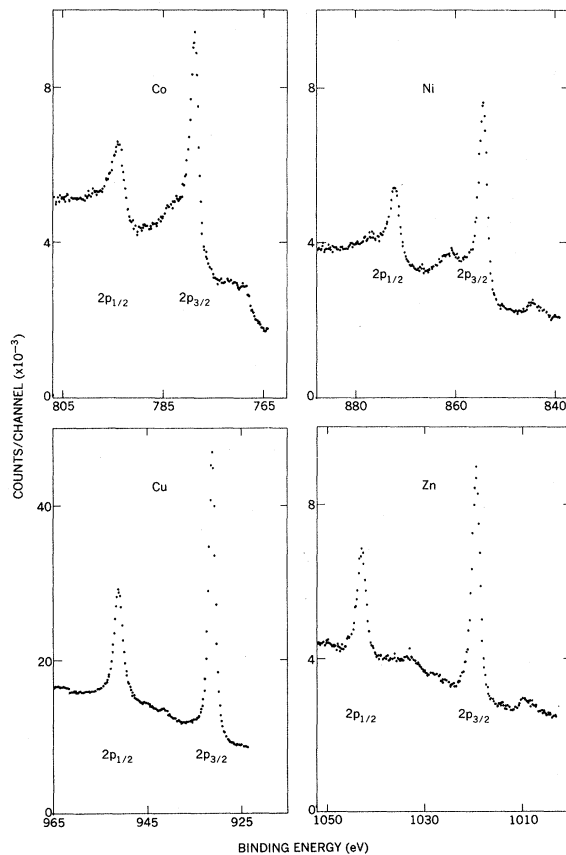 8
Co
4
2p1/2
2p3/2
0
805
785
765
8
Ni
4
2p1/2
2p3/2
0
880
860
840
COUNTS/CHANNEL (x10⁻³)
40
Cu
20
2p1/2
2p3/2
0
965
945
925
8
Zn
4
2p1/2
2p3/2
0
1050
1030
1010
BINDING ENERGY (eV)